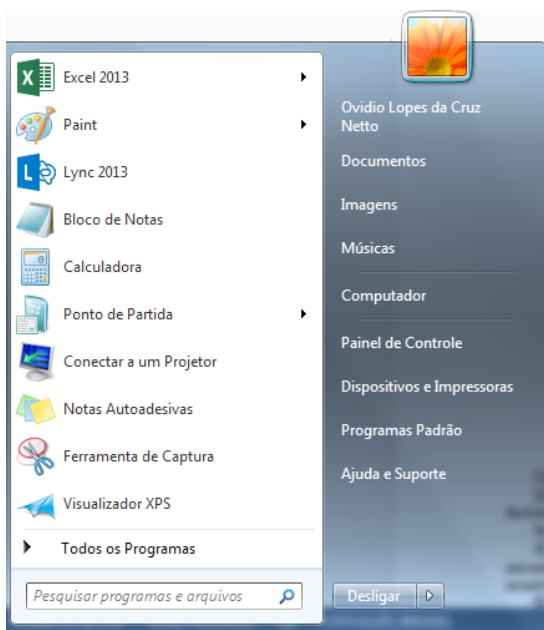 Excel 2013
Paint
Lync 2013
Bloco de Notas
Calculadora
Ponto de Partida
Conectar a um Projetor
Notas Autoadesivas
Ferramenta de Captura
Visualizador XPS
Todos os Programas
Pesquisar programas e arquivos
Ovidio Lopes da Cruz
Netto
Documentos
Imagens
Músicas
Computador
Painel de Controle
Dispositivos e Impressoras
Programas Padrão
Ajuda e Suporte
Desligar